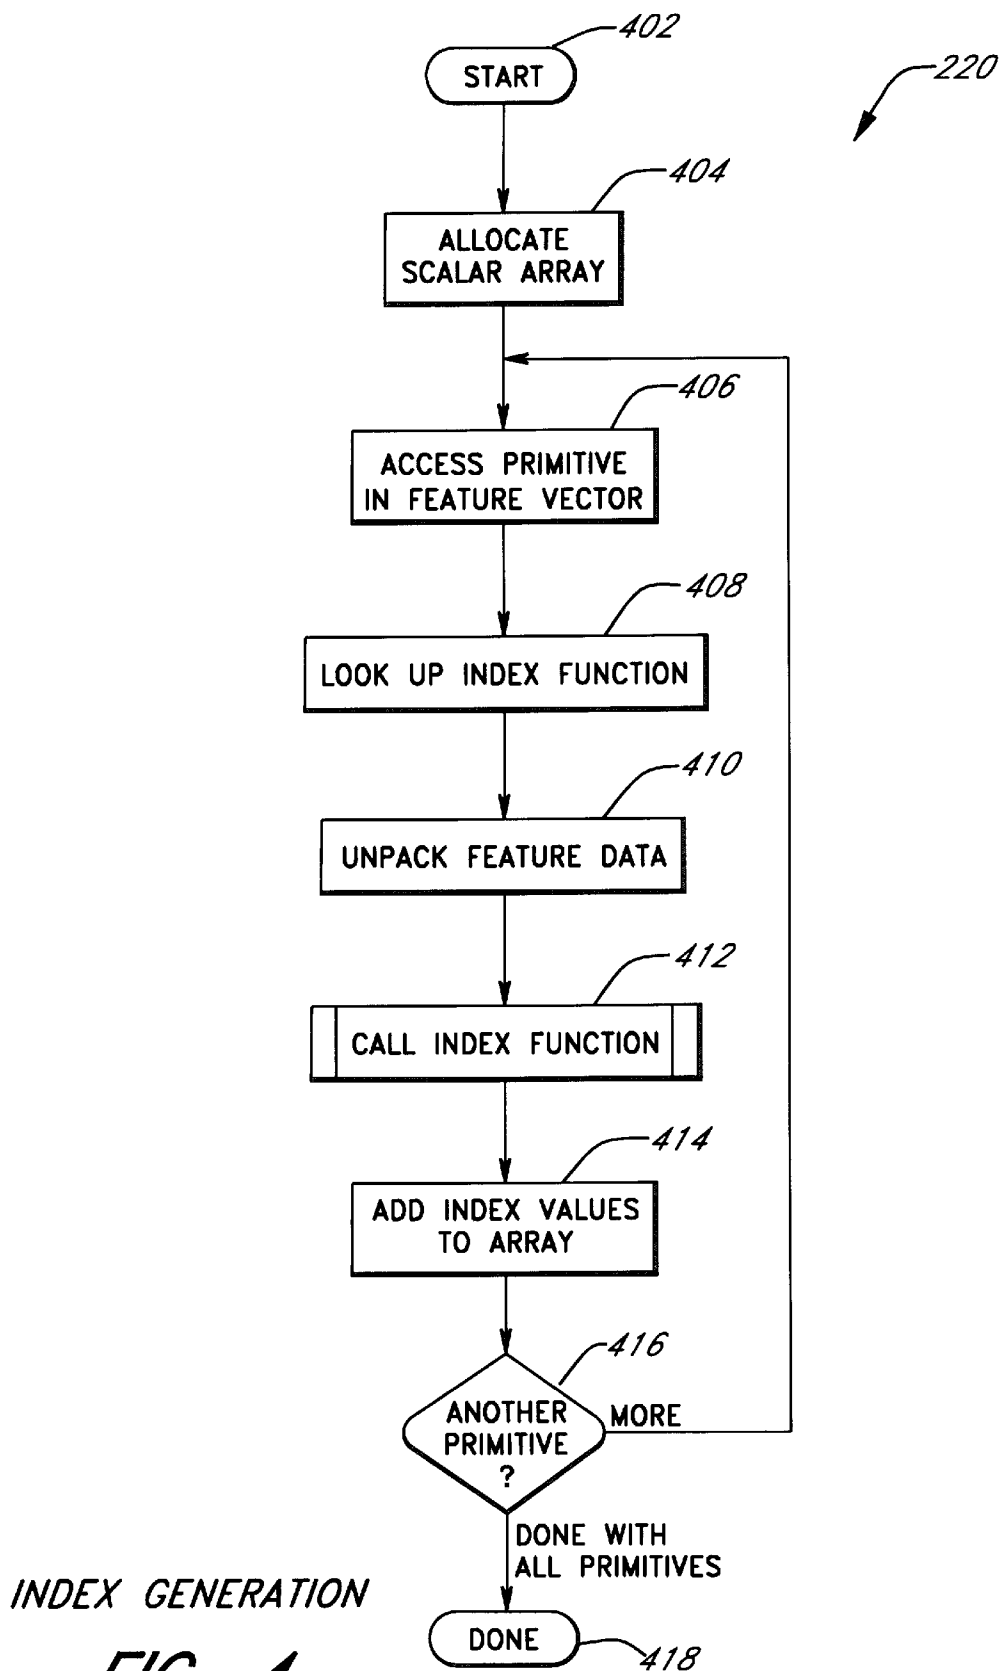 402
START
220
404
ALLOCATE
SCALAR ARRAY
406
ACCESS PRIMITIVE
IN FEATURE VECTOR
408
LOOK UP INDEX FUNCTION
410
UNPACK FEATURE DATA
412
CALL INDEX FUNCTION
414
ADD INDEX VALUES
TO ARRAY
416
ANOTHER
PRIMITIVE
?
MORE
DONE WITH
ALL PRIMITIVES
INDEX GENERATION
DONE
418
FIG. 4